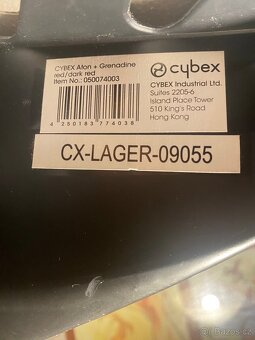 CYBEX Aton + Grenadine
red/dark red
Item No.: 050074003
4 250183 774038
cybex
CYBEX Industrial Ltd.
Suites 2205-6
Island Place Tower
510 King's Road
Hong Kong
CX-LAGER-09055